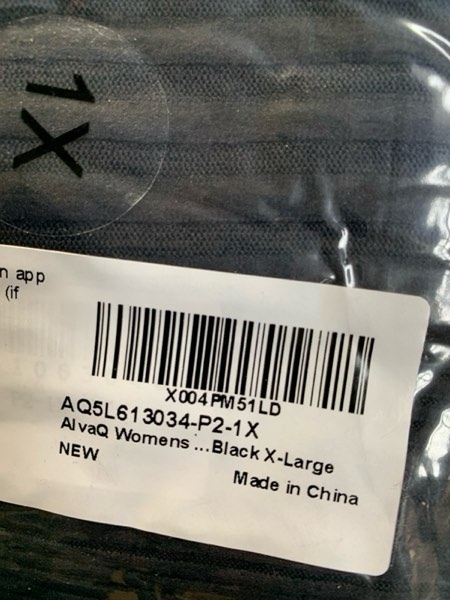 1X
n app
(if
X004PM51LD
AQ5L613034-P2-1X
AlvaQ Womens ...Black X-Large
NEW
Made in China